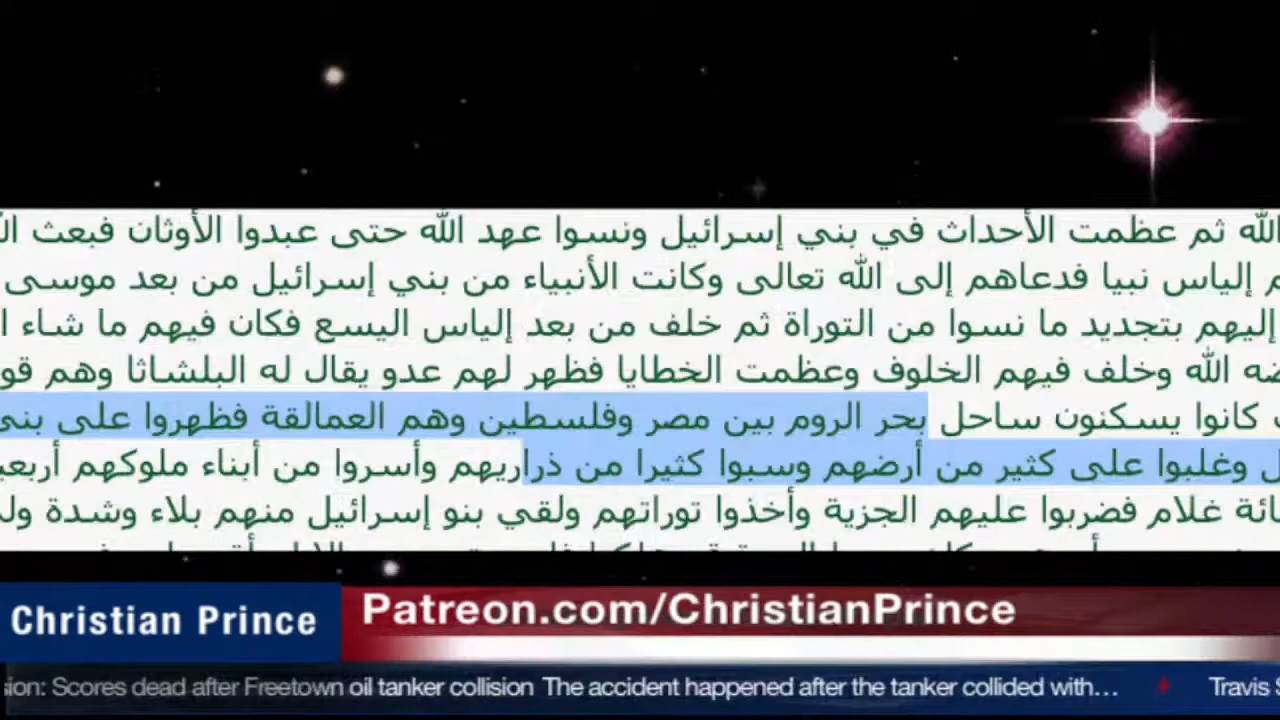 الله ثم عظمت الأحداث في بني إسرائيل ونسوا عهد الله حتى عبدوا الأوثان فبعث
إلياس نبيا فدعاهم إلى الله تعالى وكانت الأنبياء من بني إسرائيل من بعد موسى
إليهم بتجديد ما نسوا من التوراة ثم خلف من بعد إلياس اليسع فكان فيهم ما شاء
الله وخلف فيهم الخلوف وعظمت الخطايا فظهر لهم عدو يقال له البلشاثا وهم
كانوا يسكنون ساحل بحر الروم بين مصر وفلسطين وهم العمالقة فظهروا على بني
وغلبوا على كثير من أرضهم وسبوا كثيرا من ذراريهم وأسروا من أبناء ملوكهم
غلام فضربوا عليهم الجزية وأخذوا توراتهم ولقي بنو إسرائيل منهم بلاء وشدة
Christian Prince
Patreon.com/ChristianPrince
sion: Scores dead after Freetown oil tanker collision The accident happened after the tanker collided with… Travis S